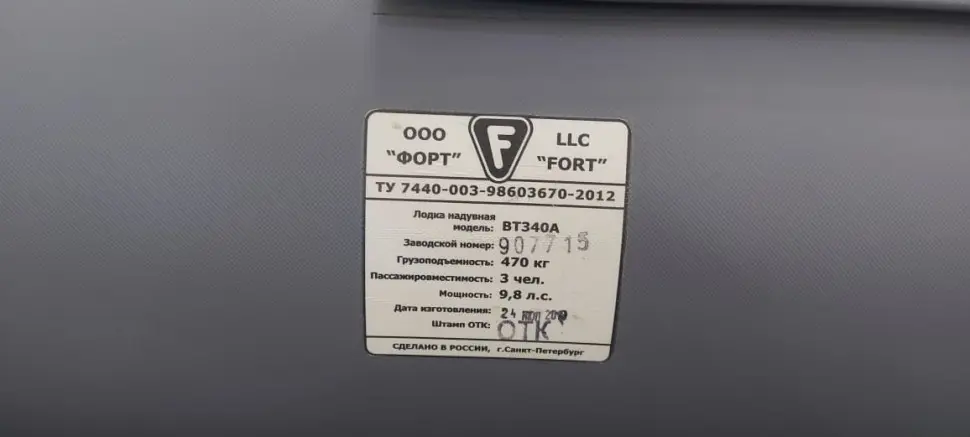 ООО F LLC
"ФОРТ" "FORT"
ТУ 7440-003-98603670-2012
Лодка надувная
модель: ВТ340А
Заводской номер: 907715
Грузоподъемность: 470 кг
Пассажировместимость: 3 чел.
Мощность: 9,8 л.с.
Дата изготовления: 24
Штамп ОТК: ОТК
СДЕЛАНО В РОССИИ, г.Санкт-Петербург